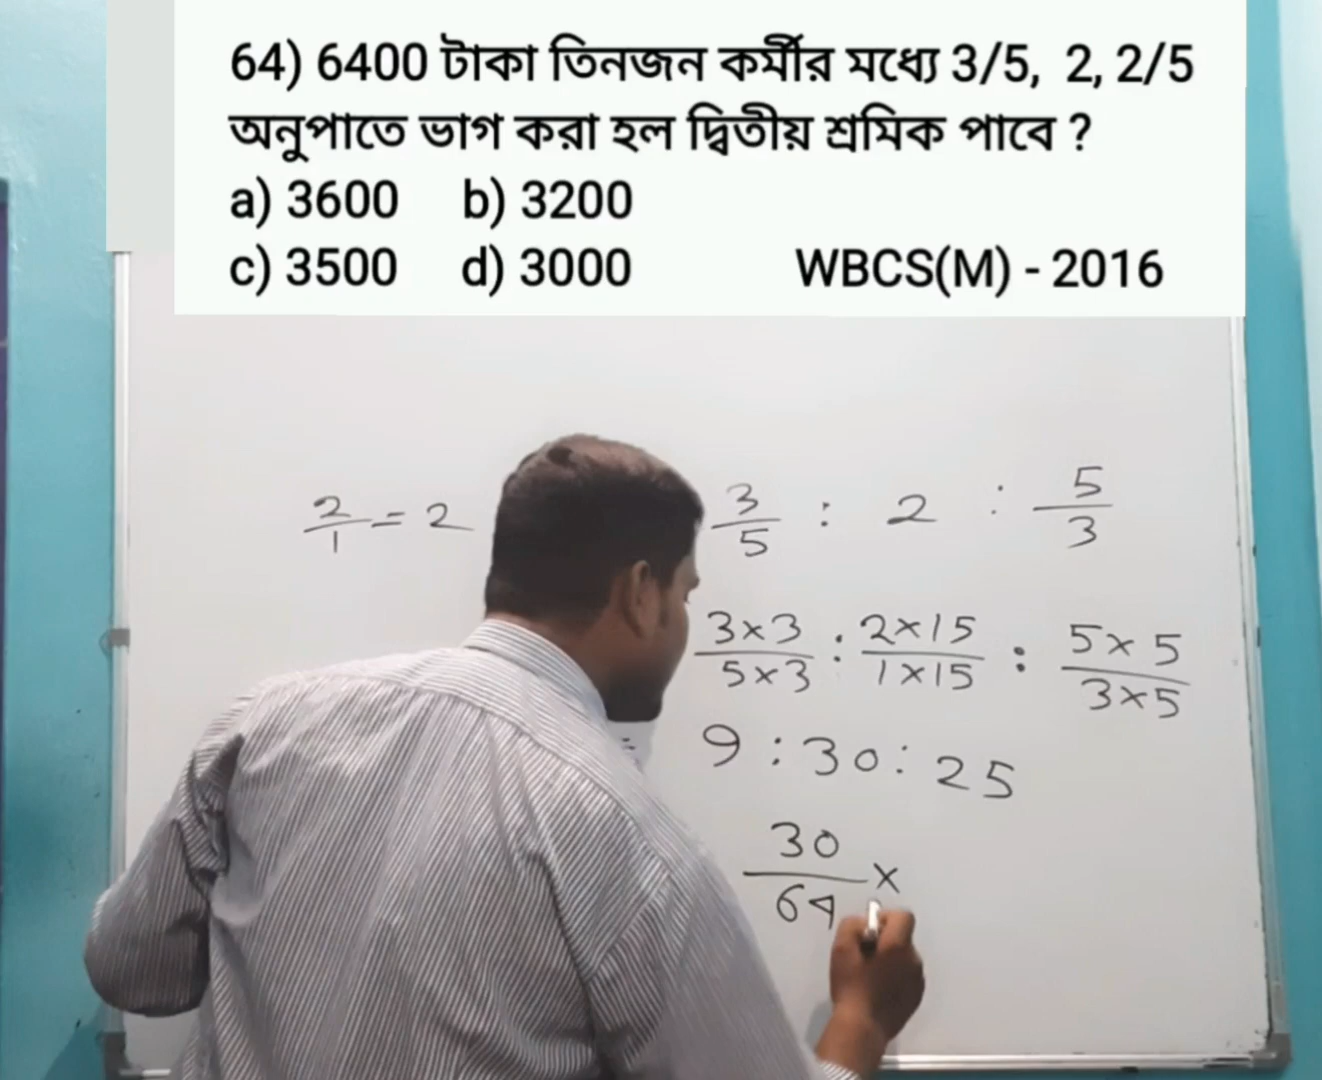 64) 6400 টাকা তিনজন কর্মীর মধ্যে 3/5, 2, 2/5
অনুপাতে ভাগ করা হল দ্বিতীয় শ্রমিক পাবে ?
a) 3600 b) 3200
c) 3500 d) 3000 WBCS(M) - 2016
2/1 = 2
3/5 : 2 : 5/3
3×3/5×3 : 2×15/1×15 : 5×5/3×5
9 : 30 : 25
30/64 ×